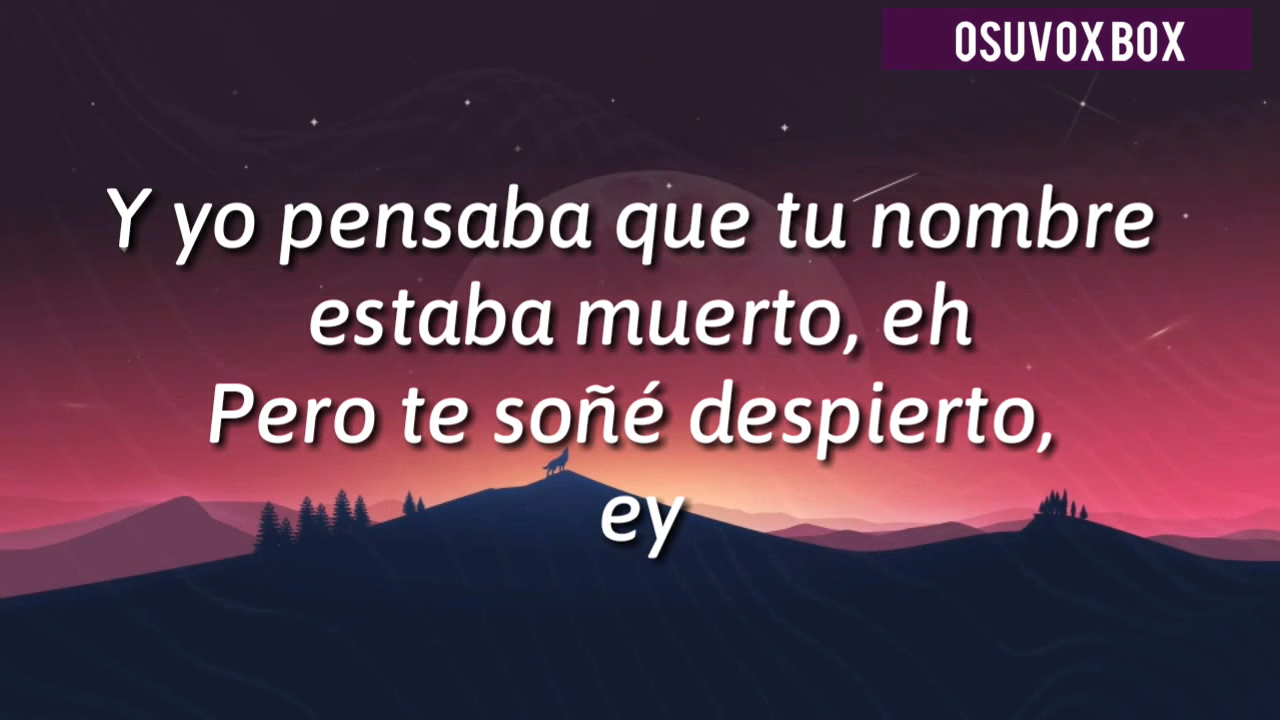 OSUVOX BOX
Y yo pensaba que tu nombre
estaba muerto, eh
Pero te soñé despierto,
ey